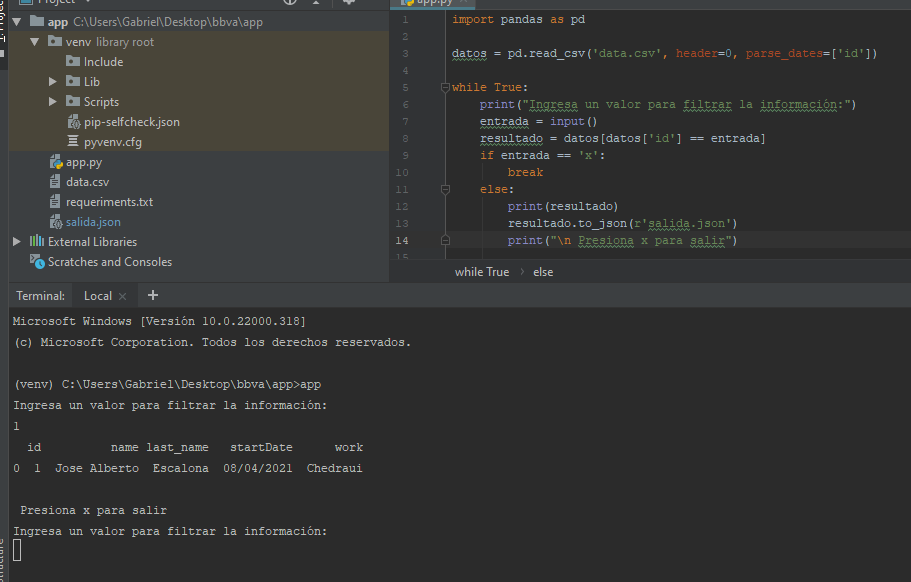 Project
app C:\Users\Gabriel\Desktop\bbva\app
venv library root
Include
Lib
Scripts
pip-selfcheck.json
pyvenv.cfg
app.py
data.csv
requeriments.txt
salida.json
External Libraries
Scratches and Consoles
app.py
1 import pandas as pd
2
3 datos = pd.read_csv('data.csv', header=0, parse_dates=['id'])
4
5 while True:
6 print("Ingresa un valor para filtrar la información:")
7 entrada = input()
8 resultado = datos[datos['id'] == entrada]
9 if entrada == 'x':
10 break
11 else:
12 print(resultado)
13 resultado.to_json(r'salida.json')
14 print("\n Presiona x para salir")
15
while True › else
Terminal: Local × +
Microsoft Windows [Versión 10.0.22000.318]
(c) Microsoft Corporation. Todos los derechos reservados.
(venv) C:\Users\Gabriel\Desktop\bbva\app>app
Ingresa un valor para filtrar la información:
1
id name last_name startDate work
0 1 Jose Alberto Escalona 08/04/2021 Chedraui
Presiona x para salir
Ingresa un valor para filtrar la información: